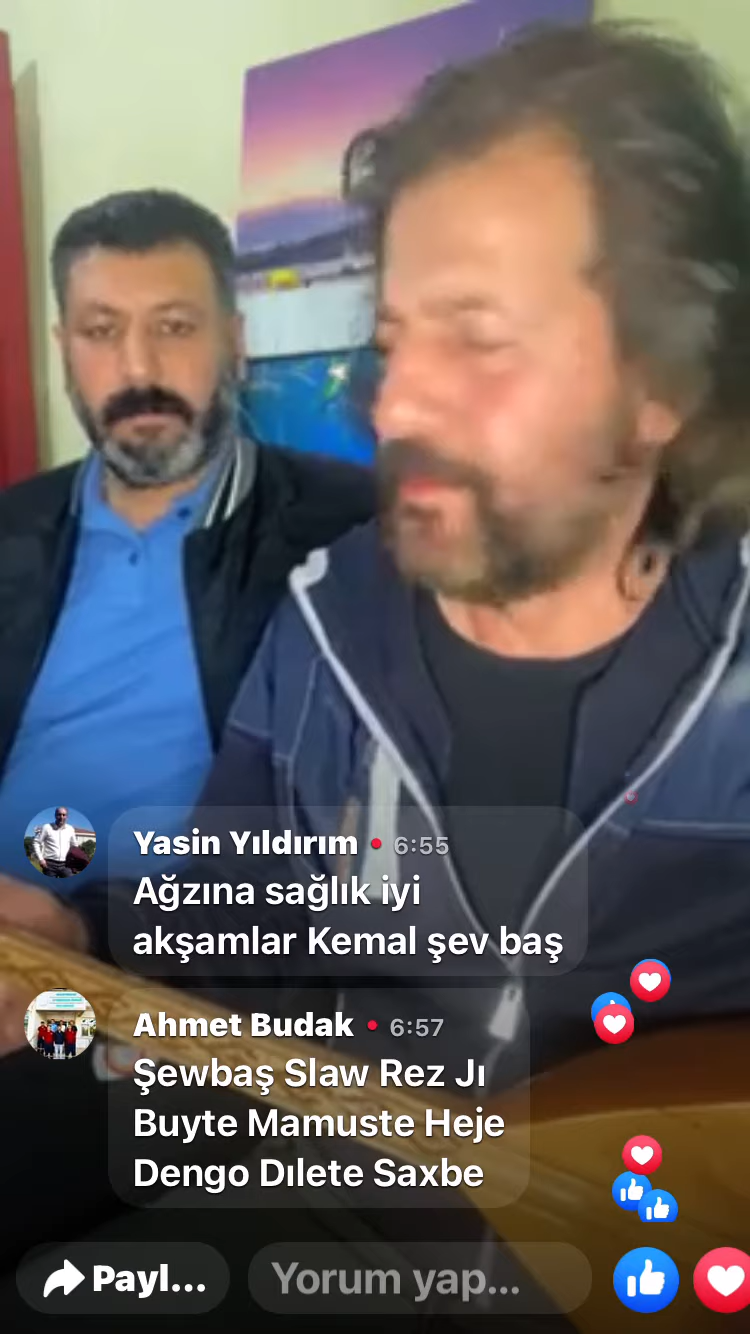 Yasin Yıldırım • 6:55
Ağzına sağlık iyi
akşamlar Kemal şev baş
Ahmet Budak • 6:57
Şewbaş Slaw Rez Jı
Buyte Mamuste Heje
Dengo Dılete Saxbe
Payl...
Yorum yap...